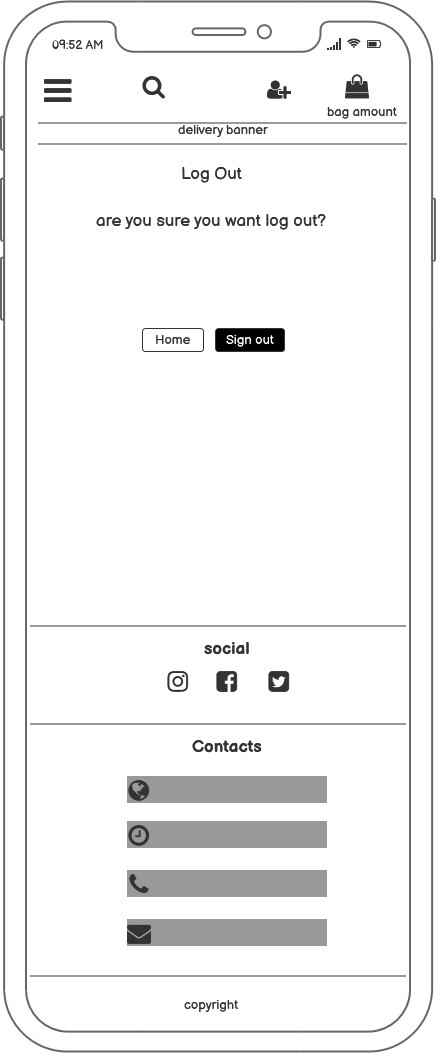 09:52 AM
bag amount
delivery banner
Log Out
are you sure you want log out?
Home
Sign out
social
Contacts
copyright